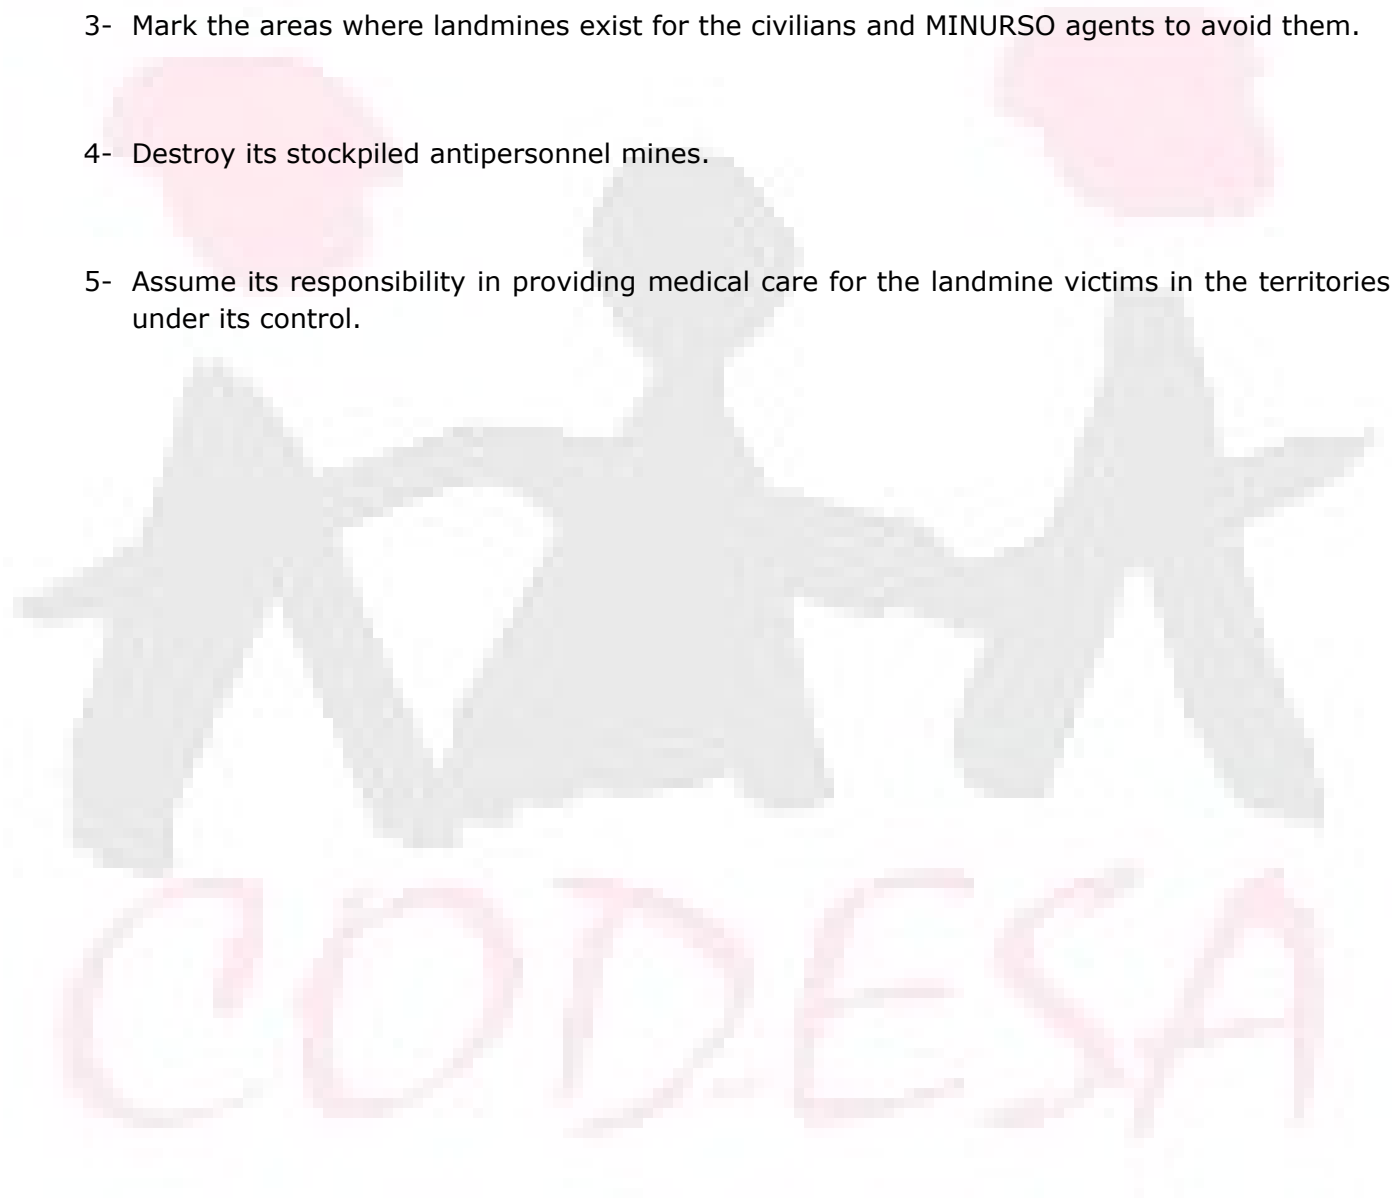 3- Mark the areas where landmines exist for the civilians and MINURSO agents to avoid them.
4- Destroy its stockpiled antipersonnel mines.
5- Assume its responsibility in providing medical care for the landmine victims in the territories
under its control.
CODESA